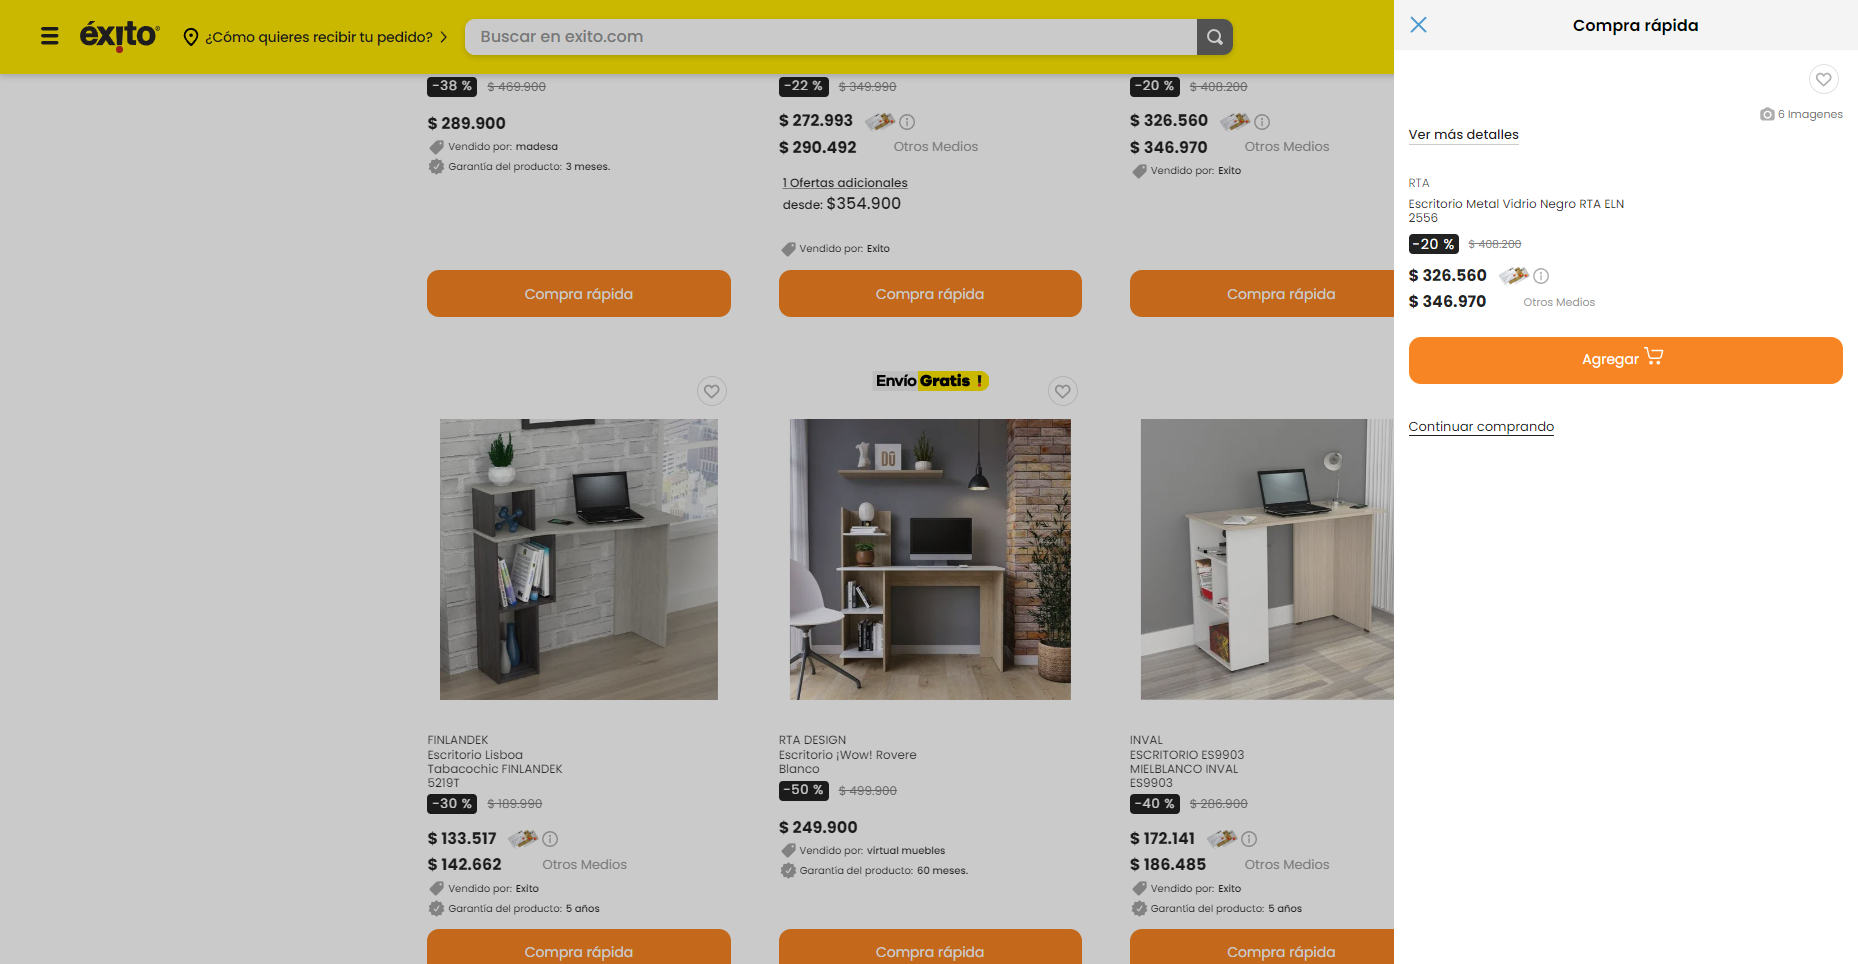 éxito
¿Cómo quieres recibir tu pedido?
Buscar en exito.com
-38 % $ 469.900
$ 289.900
Vendido por: madesa
Garantía del producto: 3 meses.
Compra rápida
-22 % $ 349.990
$ 272.993
$ 290.492 Otros Medios
1 Ofertas adicionales
desde: $354.900
Vendido por: Exito
Compra rápida
-20 % $ 408.200
$ 326.560
$ 346.970 Otros Medios
Vendido por: Exito
Compra rápida
FINLANDEK
Escritorio Lisboa
Tabacochic FINLANDEK
5219T
-30 % $ 189.990
$ 133.517
$ 142.662 Otros Medios
Vendido por: Exito
Garantía del producto: 5 años
Compra rápida
Envío Gratis !
RTA DESIGN
Escritorio ¡Wow! Rovere
Blanco
-50 % $ 499.900
$ 249.900
Vendido por: virtual muebles
Garantía del producto: 60 meses.
Compra rápida
INVAL
ESCRITORIO ES9903
MIELBLANCO INVAL
ES9903
-40 % $ 286.900
$ 172.141
$ 186.485 Otros Medios
Vendido por: Exito
Garantía del producto: 5 años
Compra rápida
Compra rápida
6 Imagenes
Ver más detalles
RTA
Escritorio Metal Vidrio Negro RTA ELN
2556
-20 % $ 408.200
$ 326.560
$ 346.970 Otros Medios
Agregar
Continuar comprando